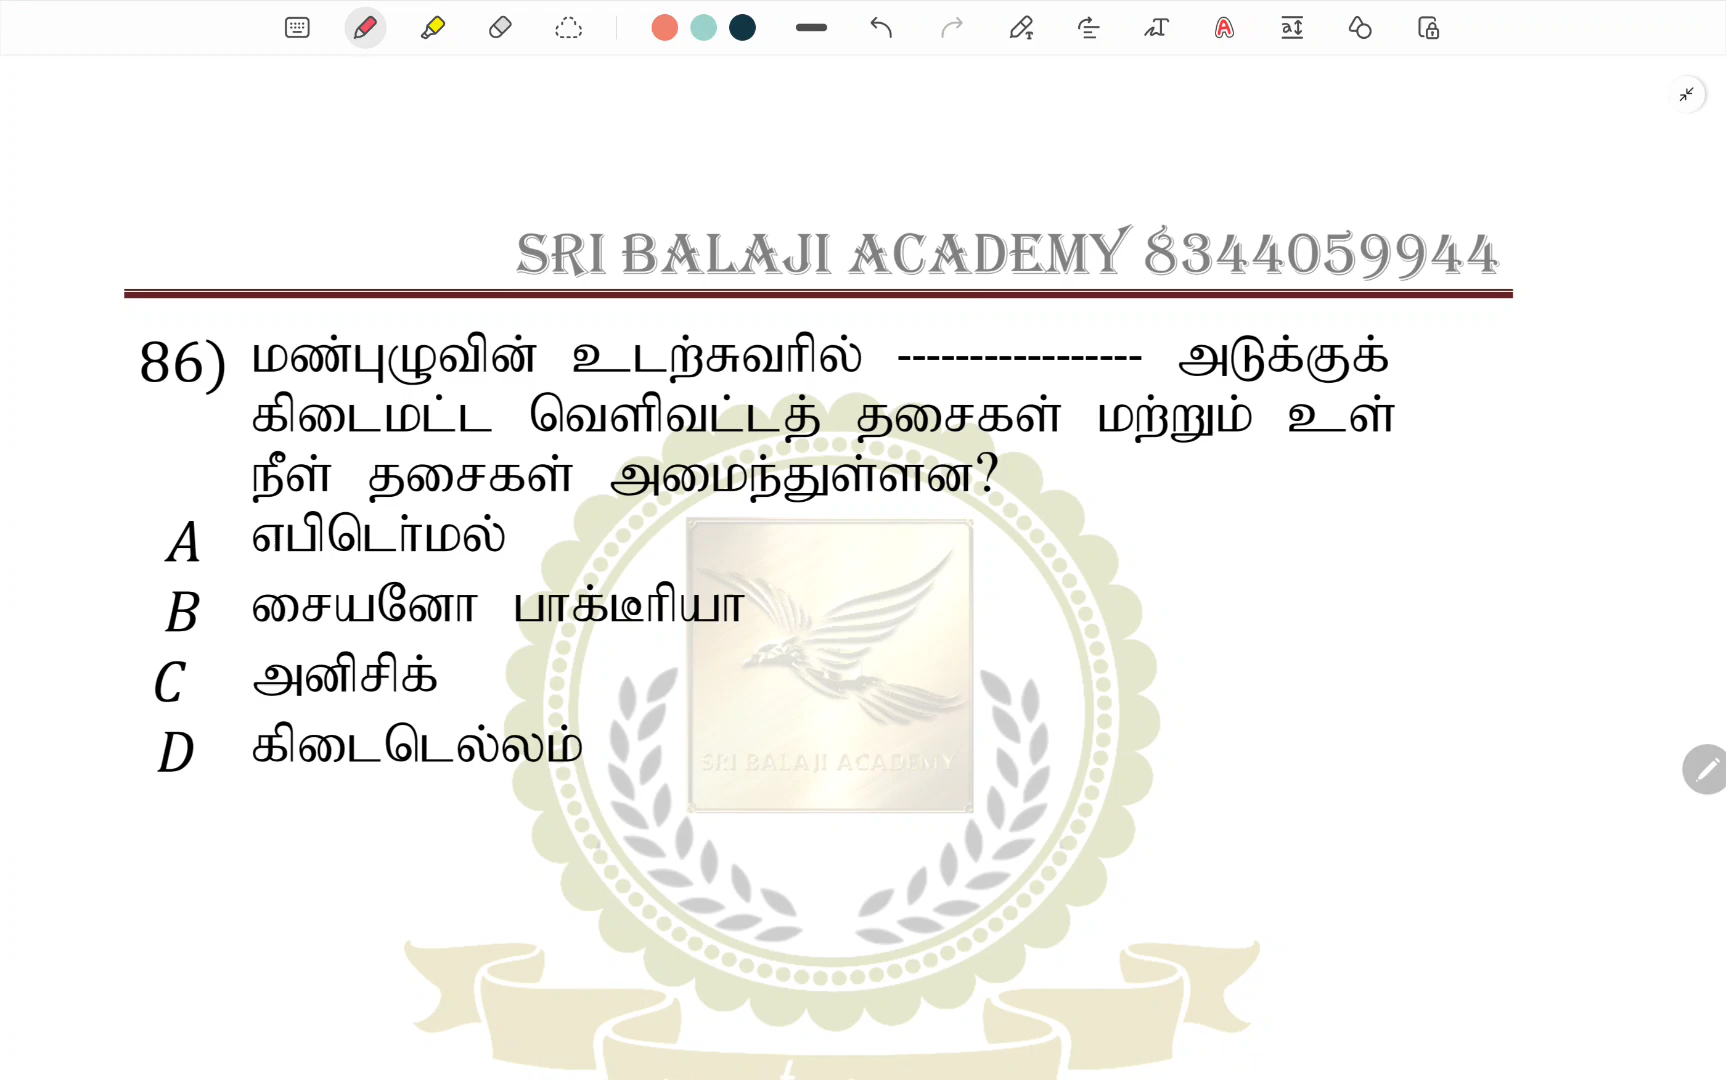 SRI BALAJI ACADEMY 8344059944
86) மண்புழுவின் உடற்சுவரில் ----------------- அடுக்குக்
கிடைமட்ட வெளிவட்டத் தசைகள் மற்றும் உள்
நீள் தசைகள் அமைந்துள்ளன?
A எபிடெர்மல்
B சையனோ பாக்டீரியா
C அனிசிக்
D கிடைடெல்லம்
SRI BALAJI ACADEMY